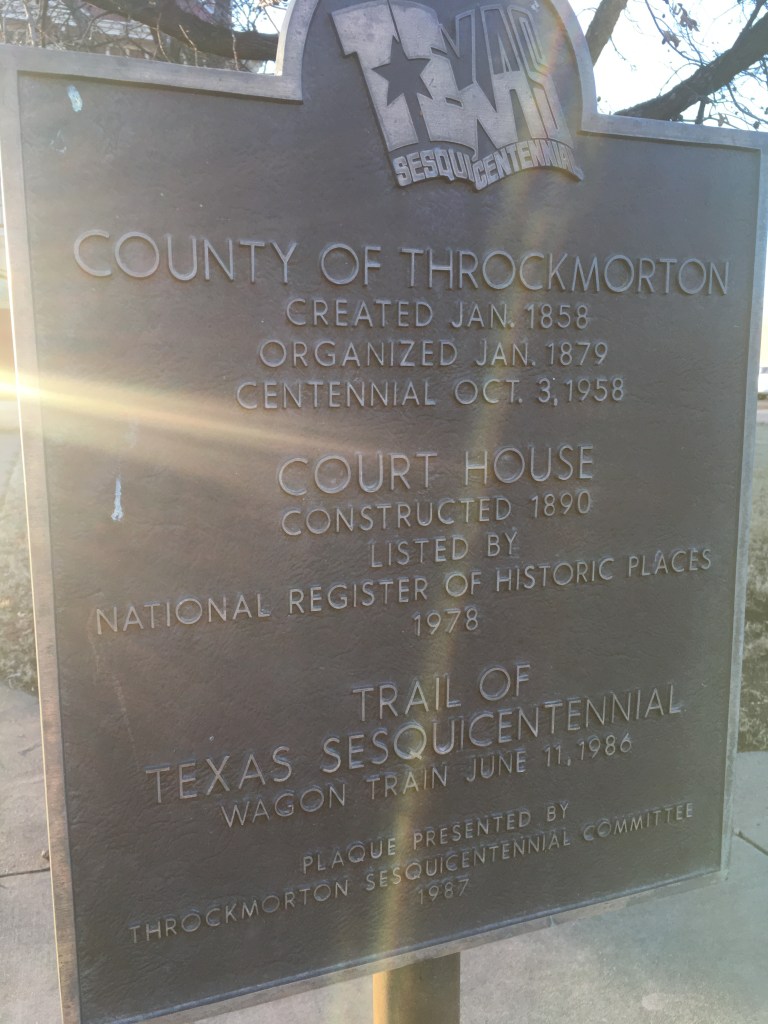 TEXAS
SESQUICENTENNIAL
COUNTY OF THROCKMORTON
CREATED JAN. 1858
ORGANIZED JAN. 1879
CENTENNIAL OCT. 3, 1958
COURT HOUSE
CONSTRUCTED 1890
LISTED BY
NATIONAL REGISTER OF HISTORIC PLACES
1978
TRAIL OF
TEXAS SESQUICENTENNIAL
WAGON TRAIN JUNE 11, 1986
PLAQUE PRESENTED BY
THROCKMORTON SESQUICENTENNIAL COMMITTEE
1987